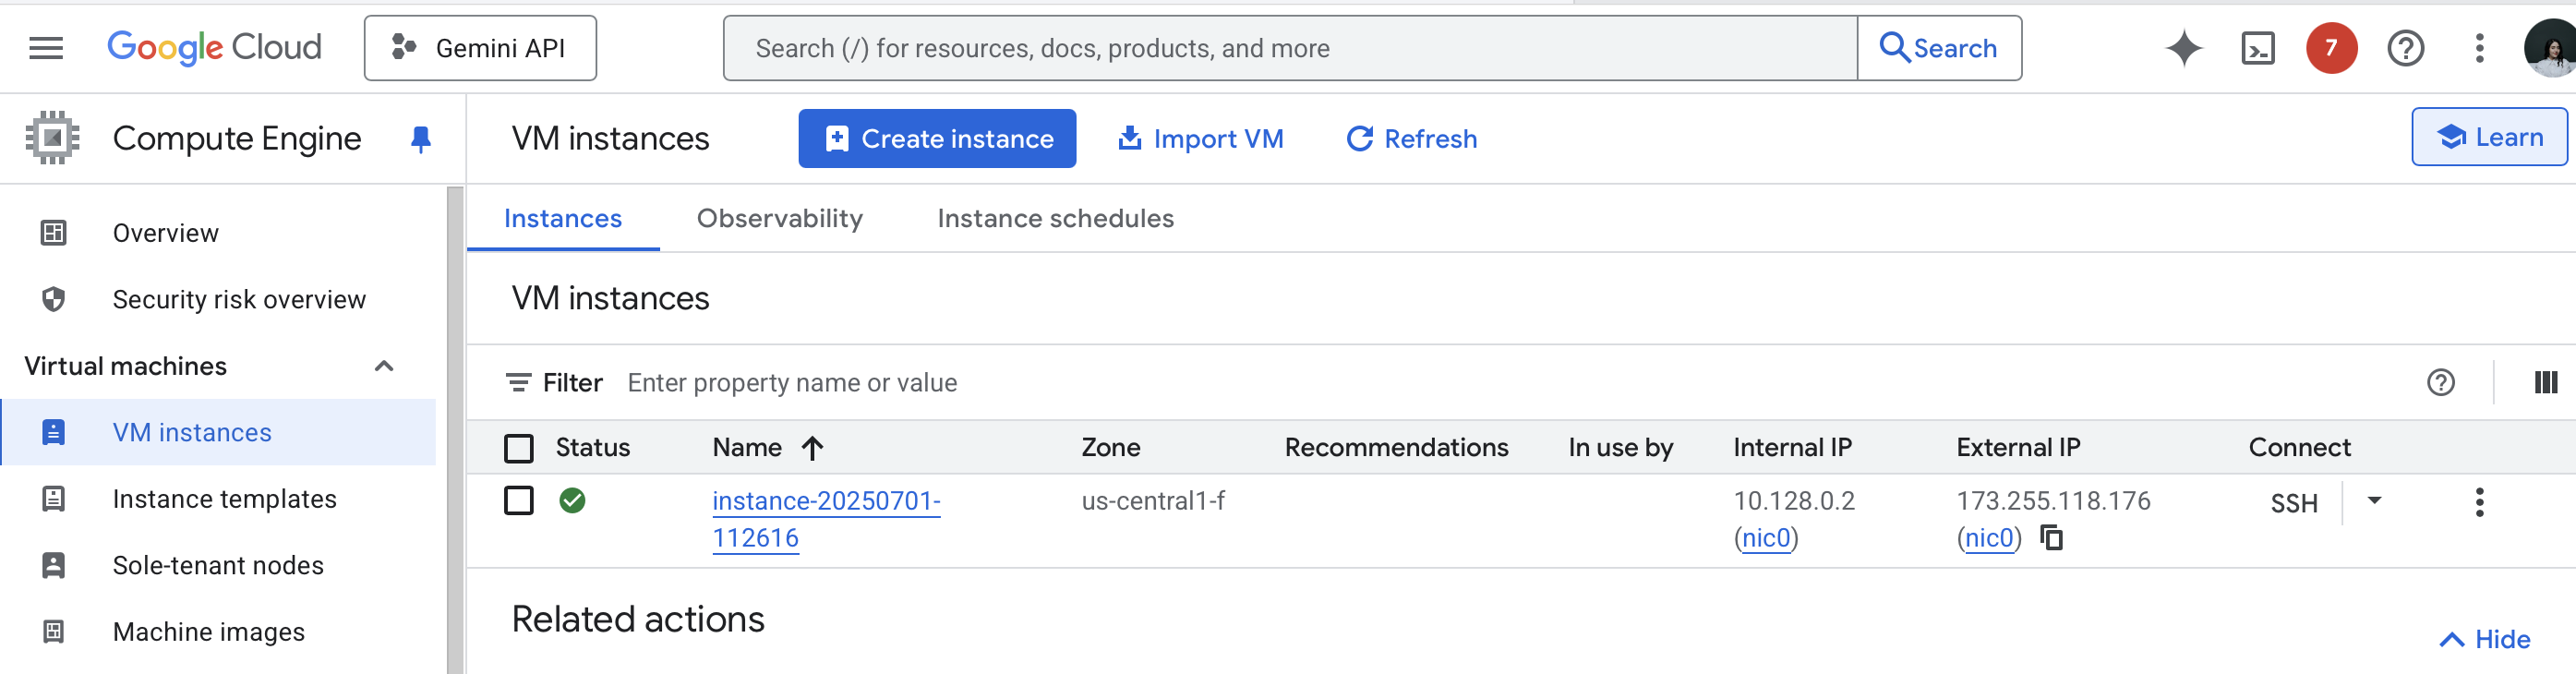 Google Cloud
Gemini API
Search (/) for resources, docs, products, and more
Search
7
Compute Engine
VM instances
Create instance
Import VM
Refresh
Learn
Overview
Security risk overview
Virtual machines
VM instances
Instance templates
Sole-tenant nodes
Machine images
Instances
Observability
Instance schedules
VM instances
Filter Enter property name or value
Status Name Zone Recommendations In use by Internal IP External IP Connect
instance-20250701- us-central1-f 10.128.0.2 173.255.118.176 SSH
112616 (nic0) (nic0)
Related actions
Hide